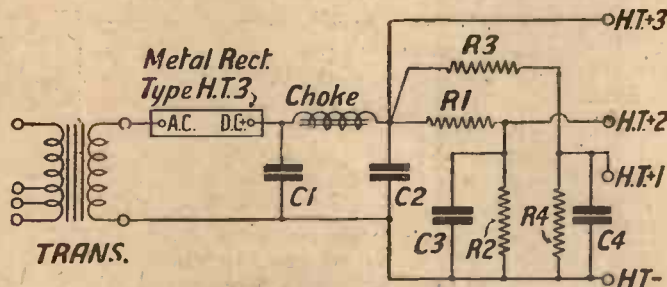 H.T.+3
Metal Rect.
Type H.T.3
R3
Choke
A.C. D.C.+
R1
H.T.+2
C1
C2
H.T.+1
C3
R2
R4
C4
TRANS.
HT-